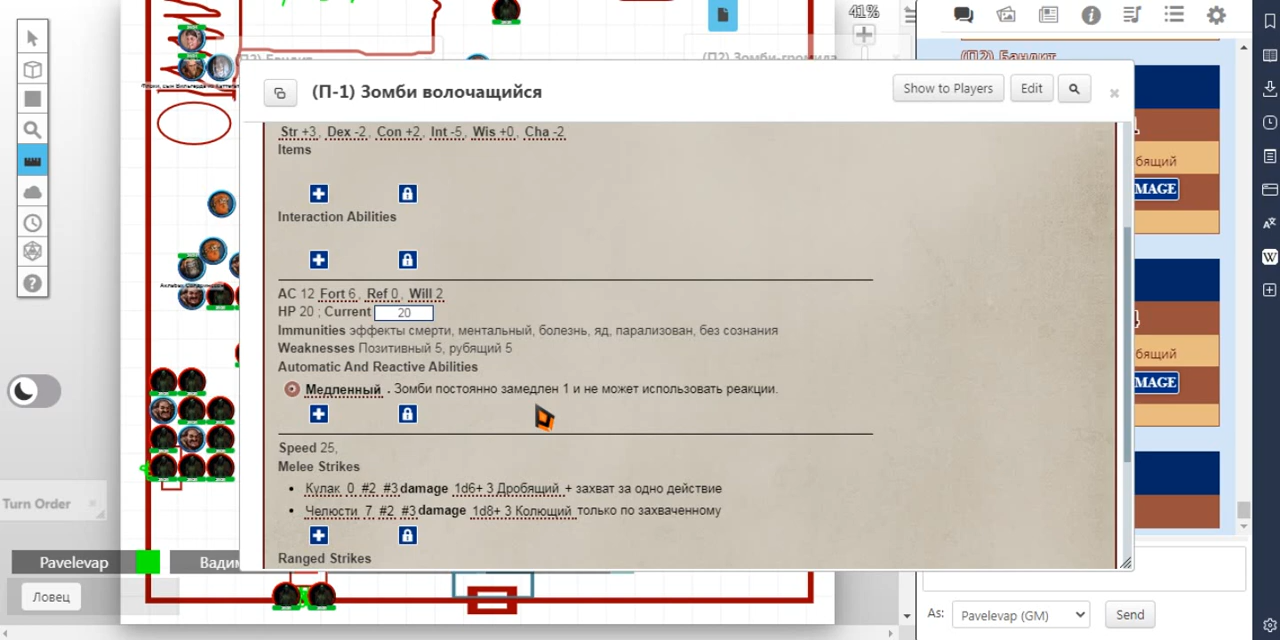 41%
(П2) Бандит
(П2) Зомби-громила
(П2) Бандит
(П-1) Зомби волочащийся
Show to Players
Edit
Str +3, Dex -2, Con +2, Int -5, Wis +0, Cha -2
Items
Interaction Abilities
AC 12 Fort 6, Ref 0, Will 2
HP 20 ; Current 20
Immunities эффекты смерти, ментальный, болезнь, яд, парализован, без сознания
Weaknesses Позитивный 5, рубящий 5
Automatic And Reactive Abilities
Медленный . Зомби постоянно замедлен 1 и не может использовать реакции.
Speed 25,
Melee Strikes
• Кулак 0 #2 #3 damage 1d6+ 3 Дробящий + захват за одно действие
• Челюсти 7 #2 #3 damage 1d8+ 3 Колющий только по захваченному
Ranged Strikes
бящий
MAGE
бящий
MAGE
Turn Order
Pavelevap
Вадим
Ловец
As:
Pavelevap (GM)
Send